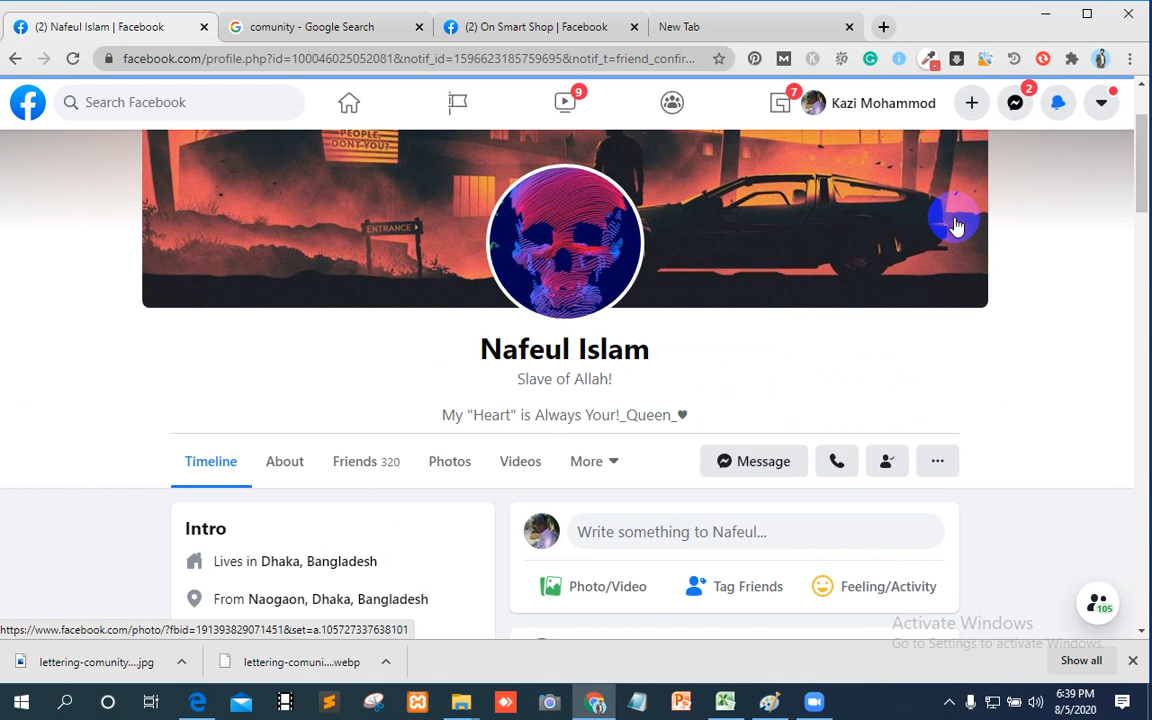 (2) Nafeul Islam | Facebook
comunity - Google Search
(2) On Smart Shop | Facebook
New Tab
facebook.com/profile.php?id=100046025052081&notif_id=1596623185759695&notif_t=friend_confir...
Search Facebook
9
7
Kazi Mohammod
2
PEOPLE,
DONT YOU?
ENTRANCE
Nafeul Islam
Slave of Allah!
My "Heart" is Always Your!_Queen_♥
Timeline
About
Friends 320
Photos
Videos
More
Message
Intro
Lives in Dhaka, Bangladesh
From Naogaon, Dhaka, Bangladesh
Write something to Nafeul...
Photo/Video
Tag Friends
Feeling/Activity
105
Activate Windows
Go to Settings to activate Windows.
https://www.facebook.com/photo/?fbid=191393829071451&set=a.105727337638101
lettering-comunity....jpg
lettering-comuni....webp
Show all
6:39 PM
8/5/2020